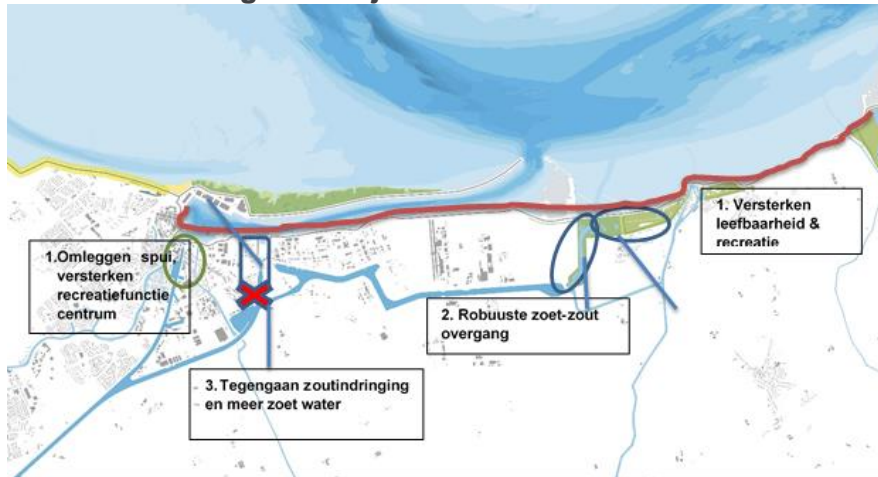 1.Omleggen spui,
versterken
recreatiefunctie
centrum
3. Tegengaan zoutindringing
en meer zoet water
2. Robuuste zoet-zout
overgang
1. Versterken
leefbaarheid &
recreatie